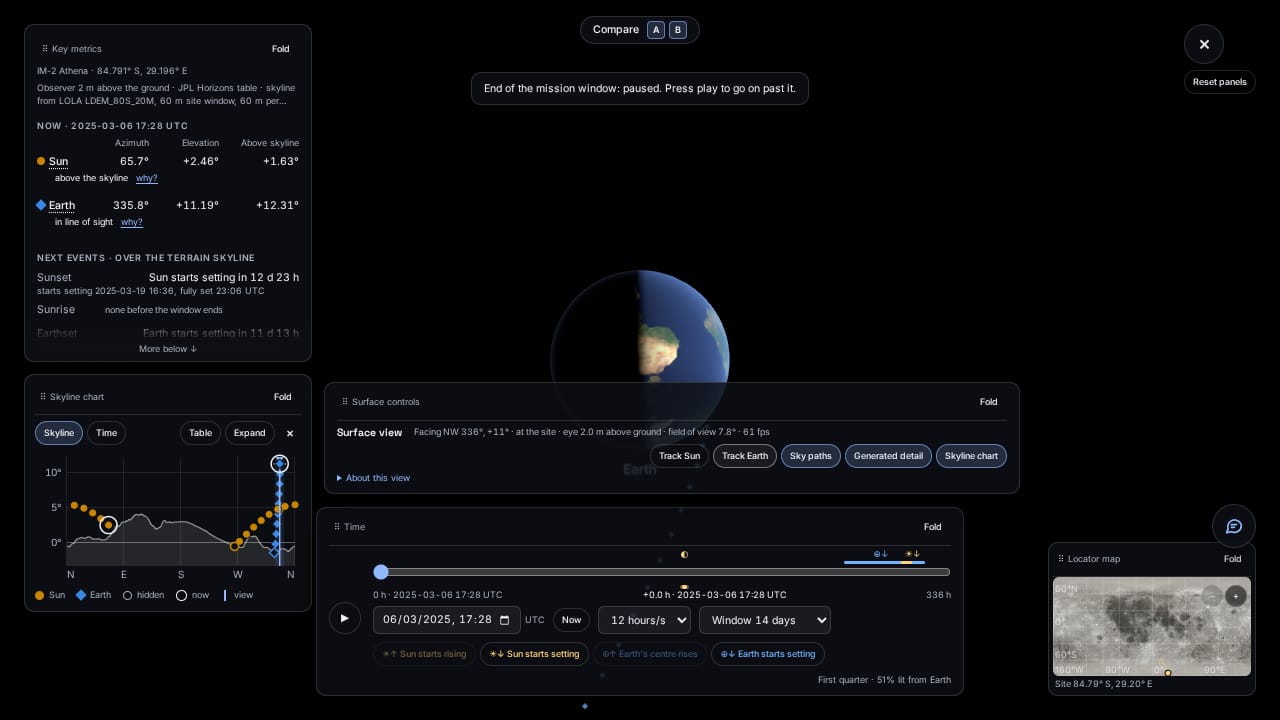 Compare A B
×
Reset panels
End of the mission window: paused. Press play to go on past it.
Key metrics Fold
IM-2 Athena · 84.791° S, 29.196° E
Observer 2 m above the ground · JPL Horizons table · skyline
from LOLA LDEM_80S_20M, 60 m site window, 60 m per…
NOW · 2025-03-06 17:28 UTC
Azimuth Elevation Above skyline
Sun 65.7° +2.46° +1.63°
above the skyline why?
Earth 335.8° +11.19° +12.31°
in line of sight why?
NEXT EVENTS · OVER THE TERRAIN SKYLINE
Sunset Sun starts setting in 12 d 23 h
starts setting 2025-03-19 16:36, fully set 23:06 UTC
Sunrise none before the window ends
Earthset Earth starts setting in 11 d 13 h
More below ↓
Skyline chart Fold
Skyline Time Table Expand ×
10°
5°
0°
N E S W N
Sun Earth hidden now view
Surface controls Fold
Surface view Facing NW 336°, +11° · at the site · eye 2.0 m above ground · field of view 7.8° · 61 fps
Track Sun Track Earth Sky paths Generated detail Skyline chart
Earth
About this view
Time Fold
⊕↓ ☀↓
0 h · 2025-03-06 17:28 UTC +0.0 h · 2025-03-06 17:28 UTC 336 h
06/03/2025, 17:28 UTC Now 12 hours/s Window 14 days
☀↑ Sun starts rising ☀↓ Sun starts setting ⊕↑ Earth's centre rises ⊕↓ Earth starts setting
First quarter · 51% lit from Earth
Locator map Fold
60°N
− +
0°
60°S
180°W 90°W 0° 90°E
Site 84.79° S, 29.20° E